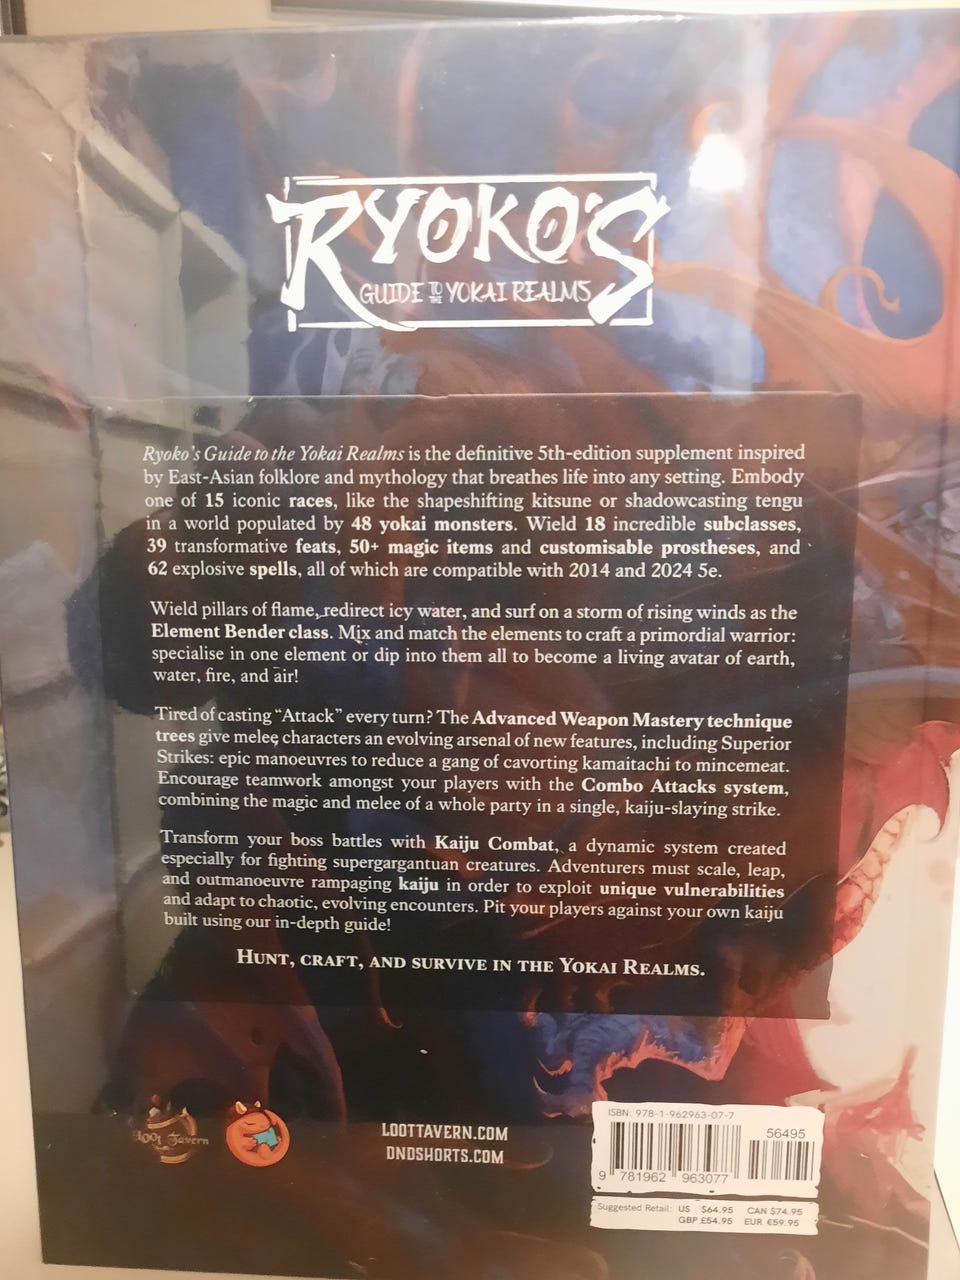 RYOKO'S
GUIDE TO THE YOKAI REALMS
Ryoko's Guide to the Yokai Realms is the definitive 5th-edition supplement inspired
by East-Asian folklore and mythology that breathes life into any setting. Embody
one of 15 iconic races, like the shapeshifting kitsune or shadowcasting tengu
in a world populated by 48 yokai monsters. Wield 18 incredible subclasses,
39 transformative feats, 50+ magic items and customisable prostheses, and
62 explosive spells, all of which are compatible with 2014 and 2024 5e.
Wield pillars of flame, redirect icy water, and surf on a storm of rising winds as the
Element Bender class. Mix and match the elements to craft a primordial warrior:
specialise in one element or dip into them all to become a living avatar of earth,
water, fire, and air!
Tired of casting "Attack" every turn? The Advanced Weapon Mastery technique
trees give melee characters an evolving arsenal of new features, including Superior
Strikes: epic manoeuvres to reduce a gang of cavorting kamaitachi to mincemeat.
Encourage teamwork amongst your players with the Combo Attacks system,
combining the magic and melee of a whole party in a single, kaiju-slaying strike.
Transform your boss battles with Kaiju Combat, a dynamic system created
especially for fighting supergargantuan creatures. Adventurers must scale, leap,
and outmanoeuvre rampaging kaiju in order to exploit unique vulnerabilities
and adapt to chaotic, evolving encounters. Pit your players against your own kaiju
built using our in-depth guide!
HUNT, CRAFT, AND SURVIVE IN THE YOKAI REALMS.
Loot Tavern
LOOTTAVERN.COM
DNDSHORTS.COM
ISBN: 978-1-962963-07-7
56495
9 781962 963077
Suggested Retail: US $64.95 CAN $74.95
GBP £54.95 EUR €59.95